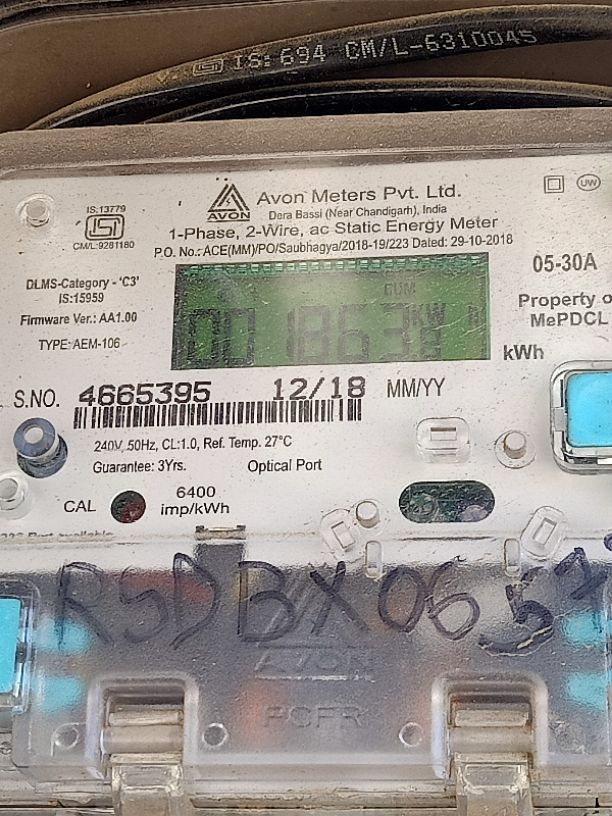 IS: 694 CM/L-6310045
IS:13779
ISI
CM/L:9281180
AVON
Avon Meters Pvt. Ltd.
Dera Bassi (Near Chandigarh), India
1-Phase, 2-Wire, ac Static Energy Meter
P.O. No.: ACE(MM)/PO/Saubhagya/2018-19/223 Dated: 29-10-2018
UW
DLMS-Category - 'C3'
IS:15959
Firmware Ver.: AA1.00
TYPE: AEM-106
CUM
001863
KW
05-30A
Property o
MePDCL
kWh
S.NO. 4665395 12/18 MM/YY
240V, 50Hz, CL:1.0, Ref. Temp. 27°C
Guarantee: 3Yrs. Optical Port
CAL 6400
imp/kWh
RSDBX06
AVON